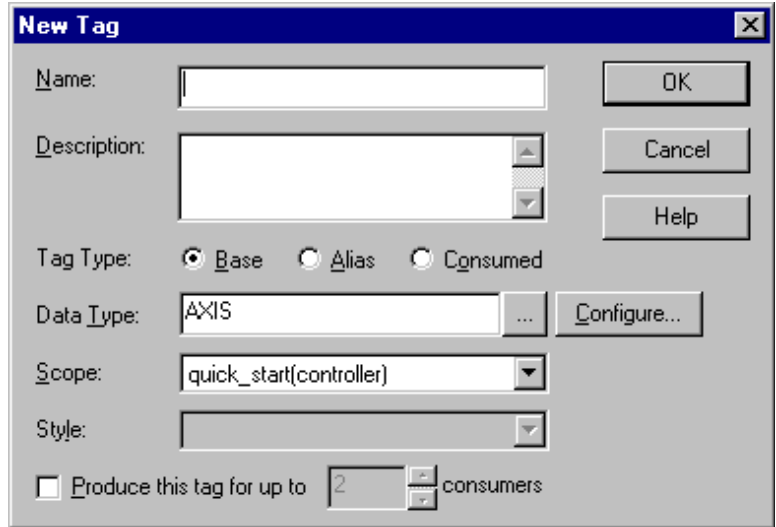 New Tag
Name:
OK
Description:
Cancel
Help
Tag Type: Base Alias Consumed
Data Type: AXIS ... Configure...
Scope: quick_start(controller)
Style:
Produce this tag for up to 2 consumers